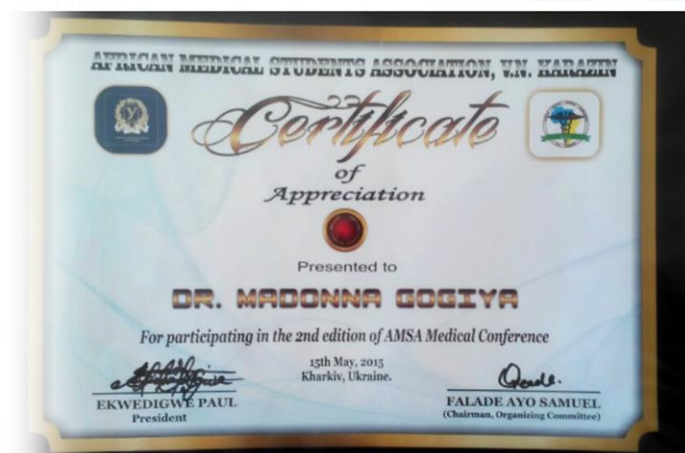 AFRICAN MEDICAL STUDENTS ASSOCIATION, V.N. KARAZIN
Certificate
of
Appreciation
Presented to
DR. MADONNA GOGIYA
For participating in the 2nd edition of AMSA Medical Conference
15th May, 2015
Kharkiv, Ukraine.
EKWEDIGWE PAUL
President
FALADE AYO SAMUEL
(Chairman, Organizing Committee)